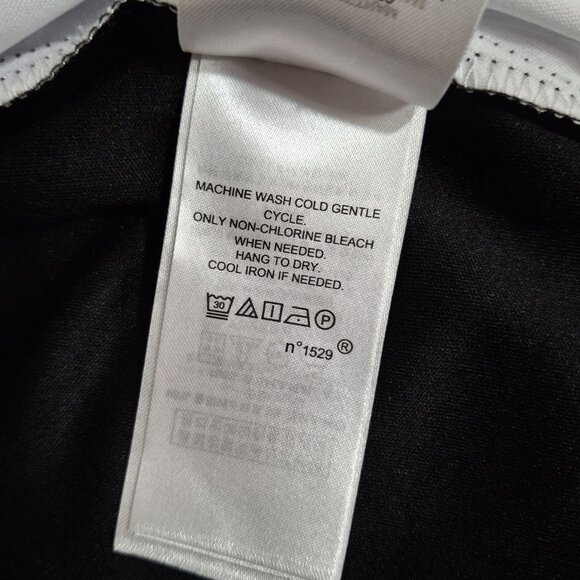 MACHINE WASH COLD GENTLE
CYCLE.
ONLY NON-CHLORINE BLEACH
WHEN NEEDED.
HANG TO DRY.
COOL IRON IF NEEDED.
30 P
n°1529 ®